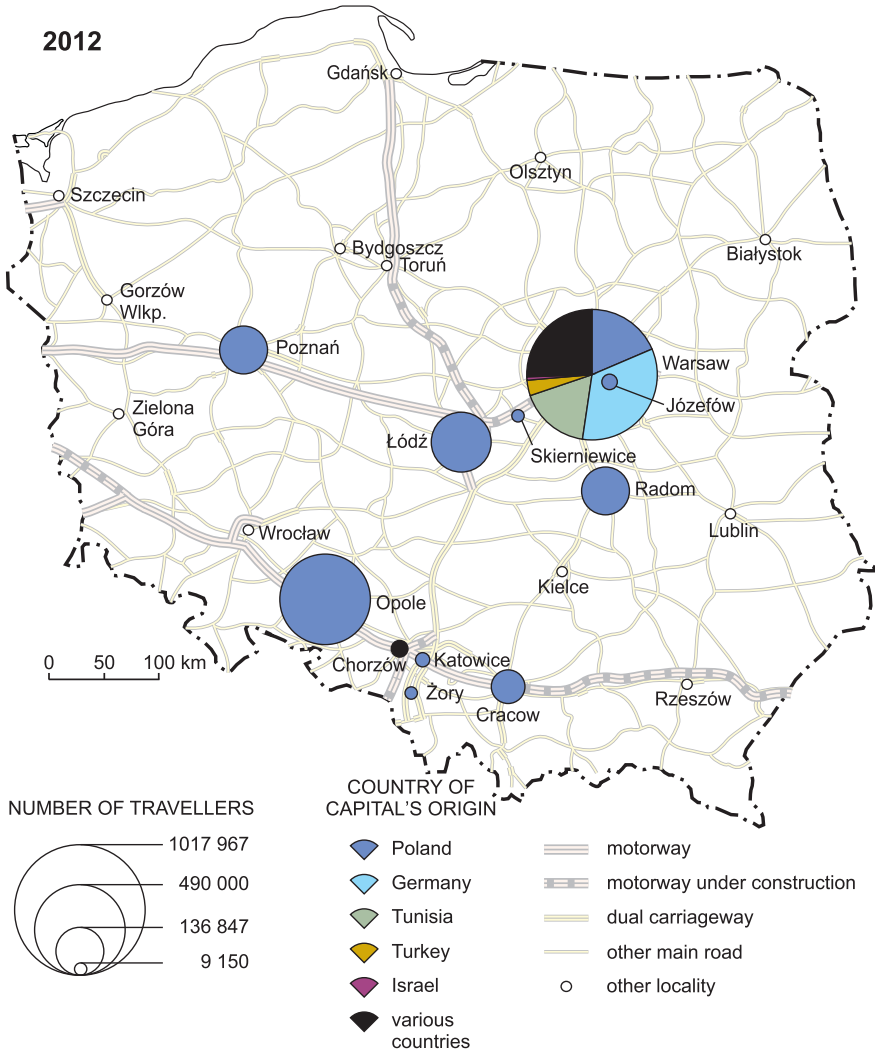 2012
Gdańsk
Olsztyn
Szczecin
Bydgoszcz
Toruń
Białystok
Gorzów
Wlkp.
Poznań
Warsaw
Józefów
Zielona
Góra
Łódź
Skierniewice
Radom
Lublin
Wrocław
Kielce
Opole
Chorzów
Katowice
Żory
Cracow
Rzeszów
0 50 100 km
NUMBER OF TRAVELLERS
1017 967
490 000
136 847
9 150
COUNTRY OF
CAPITAL'S ORIGIN
Poland
Germany
Tunisia
Turkey
Israel
various
countries
motorway
motorway under construction
dual carriageway
other main road
other locality